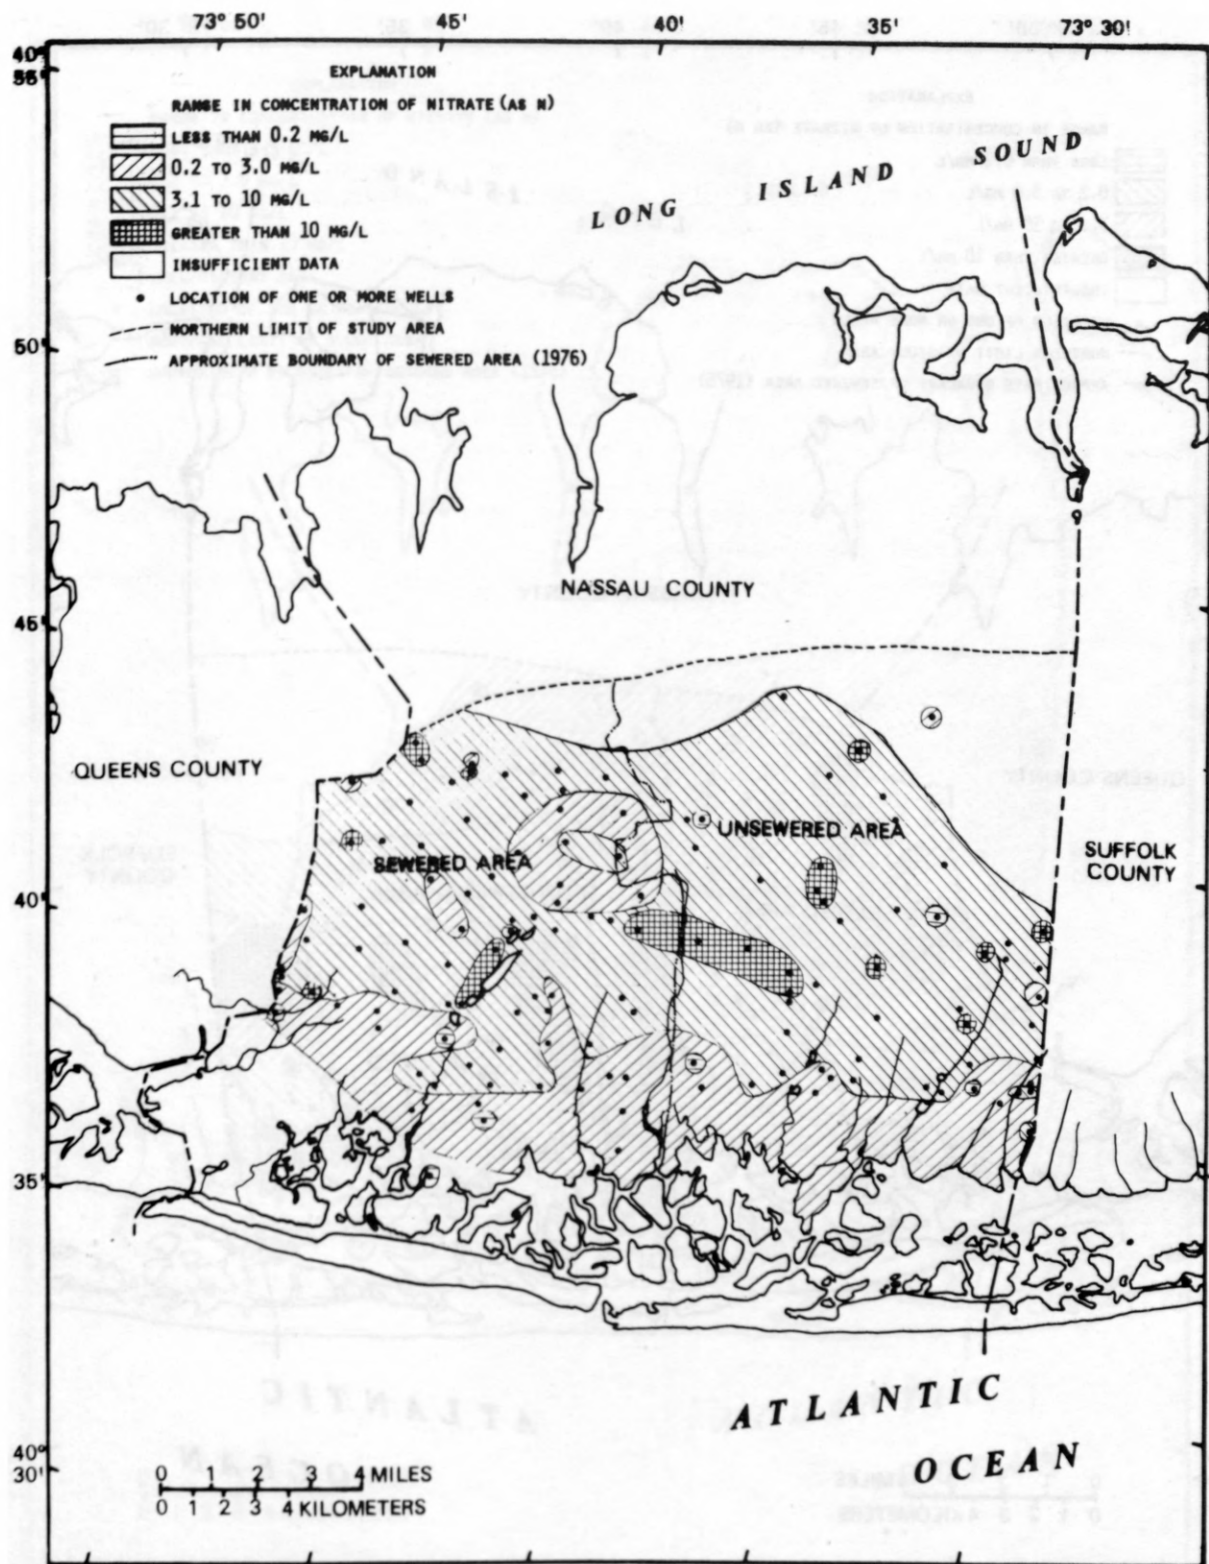 73° 50'
45'
40'
35'
73° 30'
40°
55'
EXPLANATION
RANGE IN CONCENTRATION OF NITRATE (AS N)
LESS THAN 0.2 MG/L
0.2 TO 3.0 MG/L
3.1 TO 10 MG/L
GREATER THAN 10 MG/L
INSUFFICIENT DATA
LOCATION OF ONE OR MORE WELLS
NORTHERN LIMIT OF STUDY AREA
APPROXIMATE BOUNDARY OF SEWERED AREA (1976)
LONG ISLAND SOUND
50'
45'
NASSAU COUNTY
QUEENS COUNTY
SEWERED AREA
UNSEWERED AREA
SUFFOLK
COUNTY
40'
35'
ATLANTIC
OCEAN
40°
30'
0 1 2 3 4 MILES
0 1 2 3 4 KILOMETERS